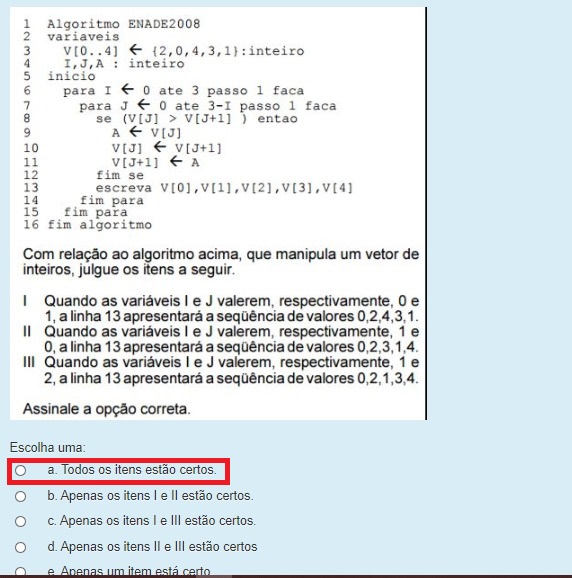 1 Algoritmo ENADE2008
2 variaveis
3 V[0..4] ← {2,0,4,3,1}:inteiro
4 I,J,A : inteiro
5 inicio
6 para I ← 0 ate 3 passo 1 faca
7 para J ← 0 ate 3-I passo 1 faca
8 se (V[J] > V[J+1] ) entao
9 A ← V[J]
10 V[J] ← V[J+1]
11 V[J+1] ← A
12 fim se
13 escreva V[0],V[1],V[2],V[3],V[4]
14 fim para
15 fim para
16 fim algoritmo
Com relação ao algoritmo acima, que manipula um vetor de
inteiros, julgue os itens a seguir.
I Quando as variáveis I e J valerem, respectivamente, 0 e
1, a linha 13 apresentará a seqüência de valores 0,2,4,3,1.
II Quando as variáveis I e J valerem, respectivamente, 1 e
0, a linha 13 apresentará a seqüência de valores 0,2,3,1,4.
III Quando as variáveis I e J valerem, respectivamente, 1 e
2, a linha 13 apresentará a seqüência de valores 0,2,1,3,4.
Assinale a opção correta.
Escolha uma:
a. Todos os itens estão certos.
b. Apenas os itens I e II estão certos.
c. Apenas os itens I e III estão certos.
d. Apenas os itens II e III estão certos
e. Apenas um item está certo